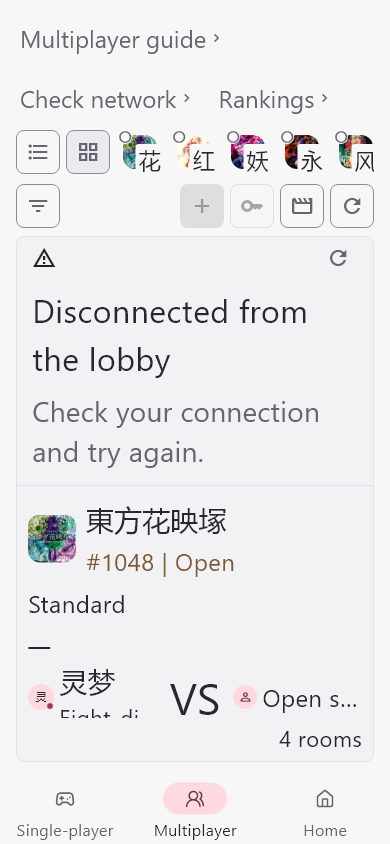 Multiplayer guide
Check network Rankings
花 红 妖 永 风
Disconnected from
the lobby
Check your connection
and try again.
東方花映塚
#1048 | Open
Standard
—
灵 灵梦 VS Open s...
4 rooms
Single-player Multiplayer Home